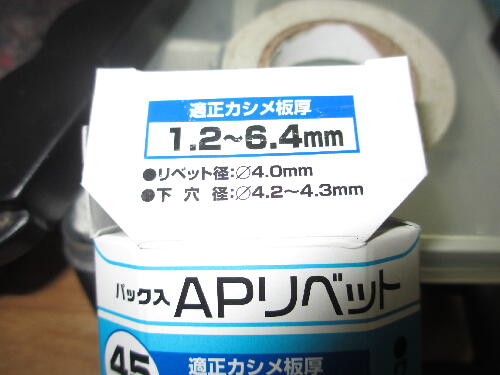 適正カシメ板厚
1.2〜6.4mm
●リベット径:∅4.0mm
●下穴径:∅4.2〜4.3mm
パックス入 APリベット
45
適正カシメ板厚